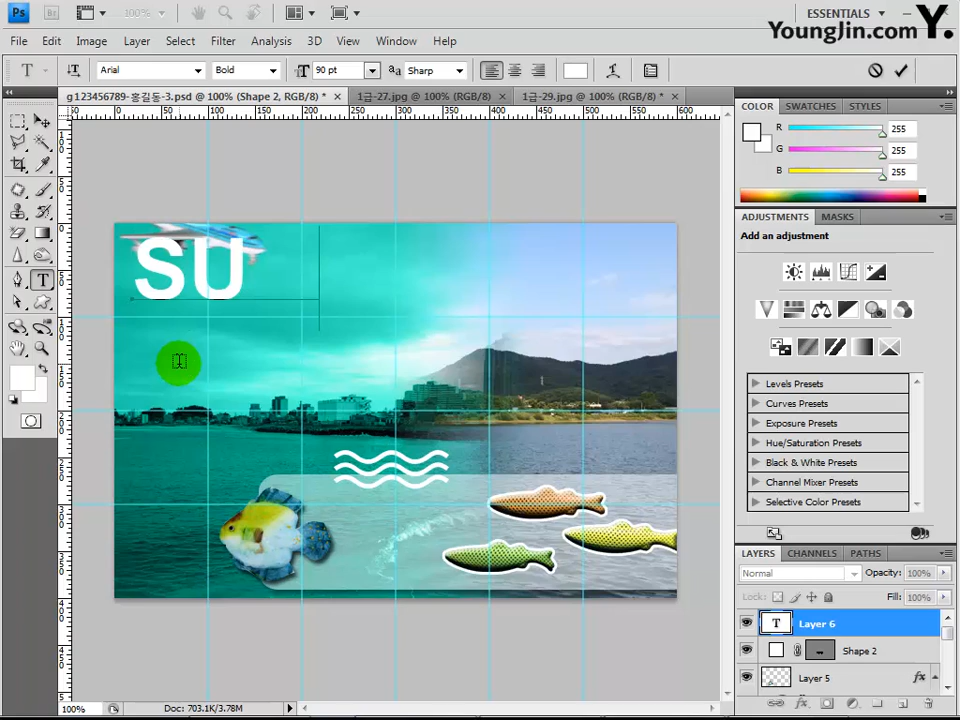 Ps Br 100% ESSENTIALS
YoungJin.com Y.
File Edit Image Layer Select Filter Analysis 3D View Window Help
T Arial Bold 90 pt aa Sharp
g123456789-홍길동-3.psd @ 100% (Shape 2, RGB/8) * 1급-27.jpg @ 100% (RGB/8) 1급-29.jpg @ 100% (RGB/8) *
COLOR SWATCHES STYLES
R 255
G 255
B 255
ADJUSTMENTS MASKS
Add an adjustment
SU
Levels Presets
Curves Presets
Exposure Presets
Hue/Saturation Presets
Black & White Presets
Channel Mixer Presets
Selective Color Presets
LAYERS CHANNELS PATHS
Normal Opacity: 100%
Lock: Fill: 100%
T Layer 6
Shape 2
Layer 5 fx
100% Doc: 703.1K/3.78M